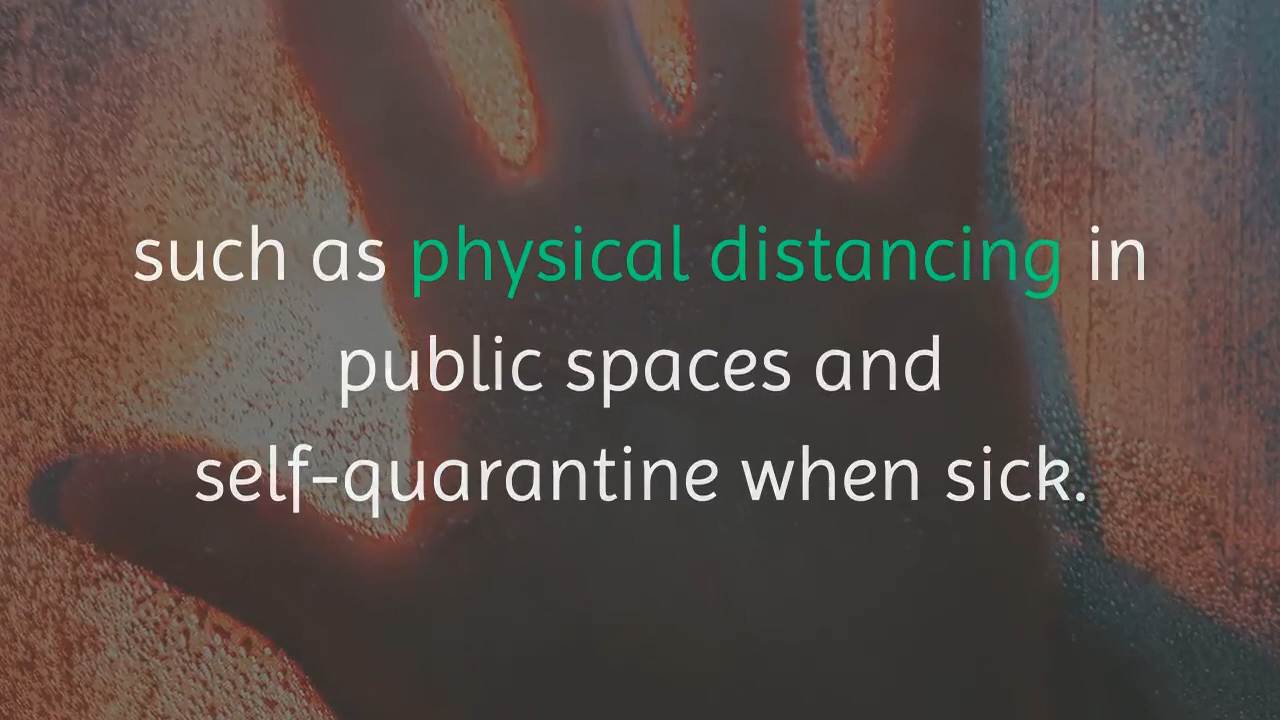 such as physical distancing in
public spaces and
self-quarantine when sick.